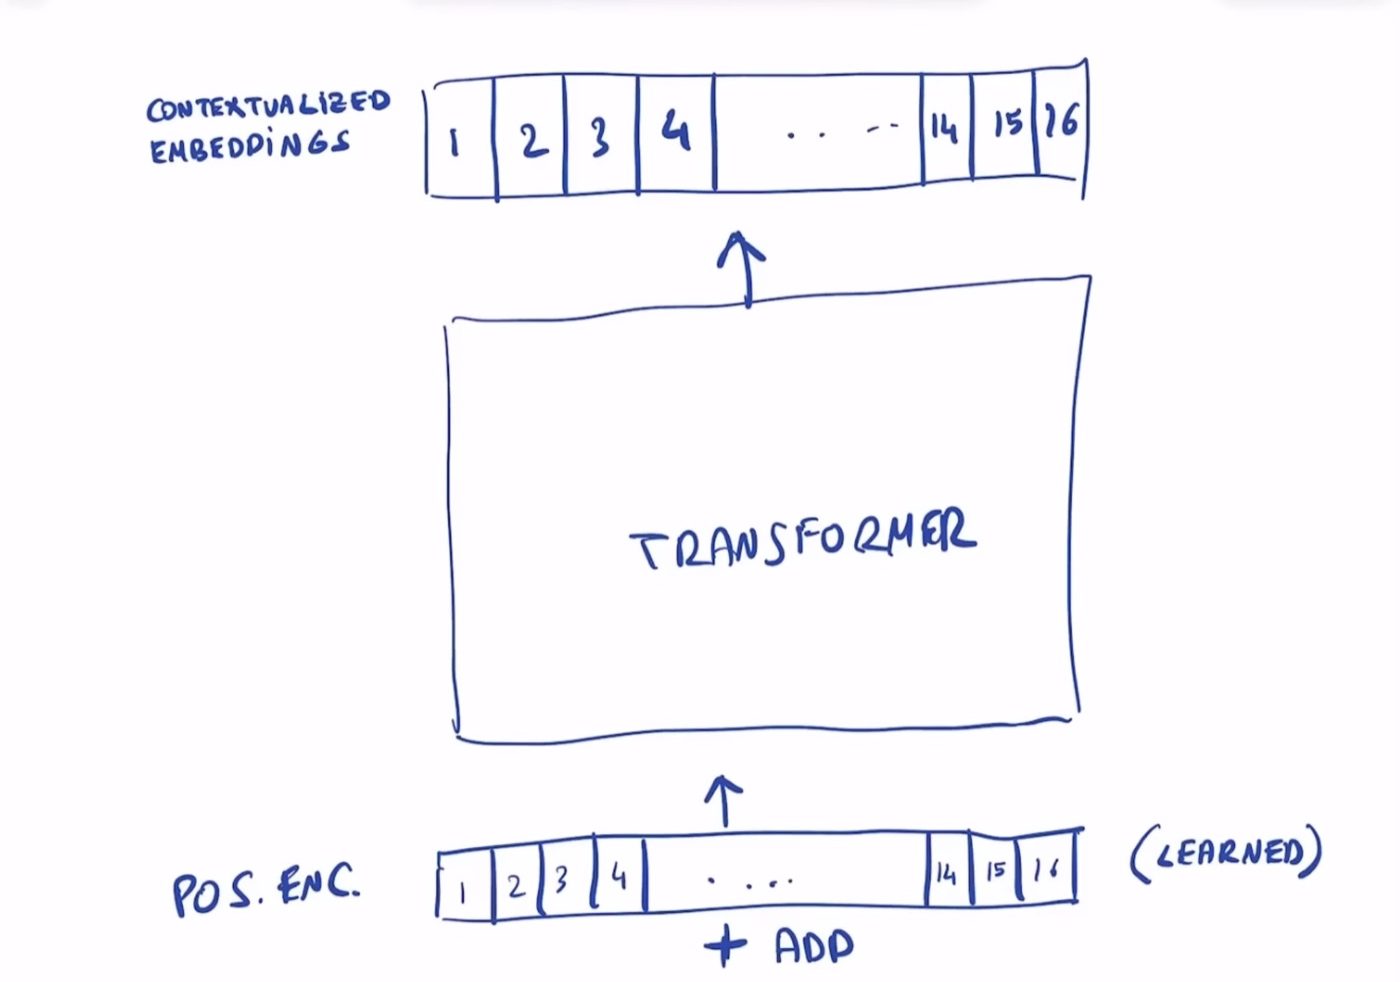 CONTEXTUALIZED
EMBEDDINGS
1 2 3 4 .. -- 14 15 16
TRANSFORMER
POS. ENC. 1 2 3 4 . ... 14 15 16 (LEARNED)
+ ADD